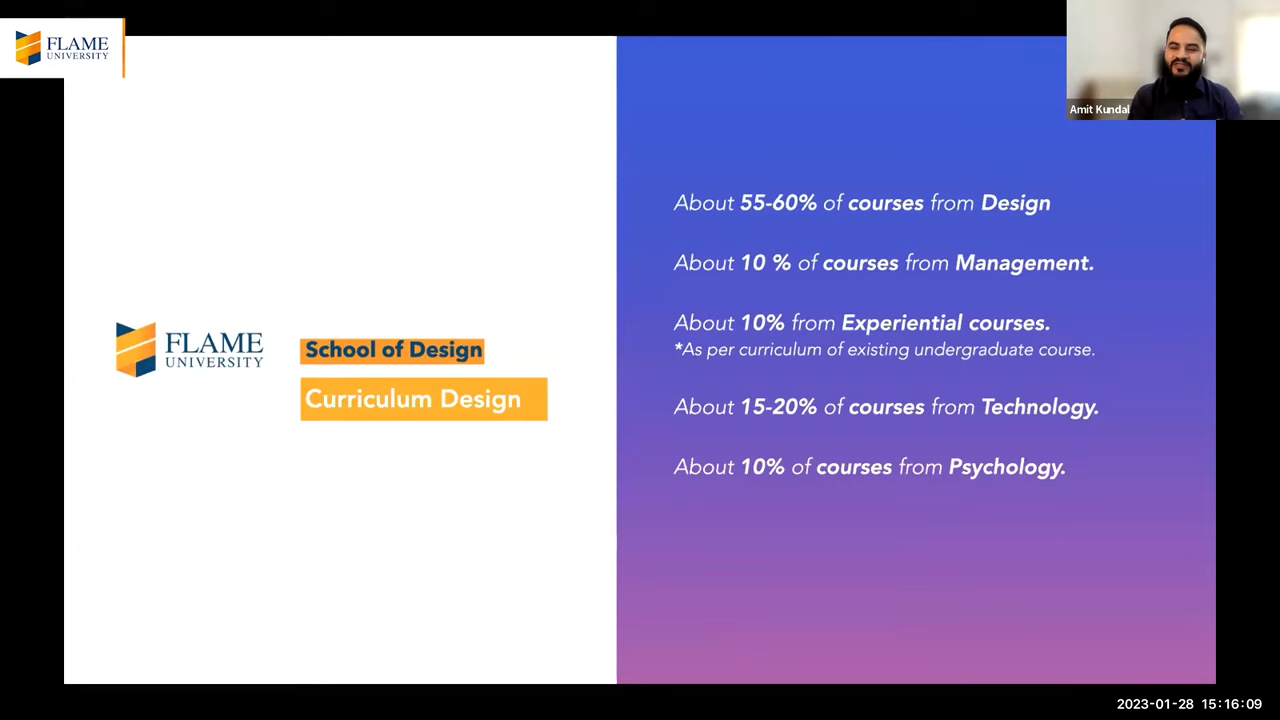 FLAME
UNIVERSITY
Amit Kundal
FLAME
UNIVERSITY
School of Design
Curriculum Design
About 55-60% of courses from Design
About 10 % of courses from Management.
About 10% from Experiential courses.
*As per curriculum of existing undergraduate course.
About 15-20% of courses from Technology.
About 10% of courses from Psychology.
2023-01-28 15:16:09